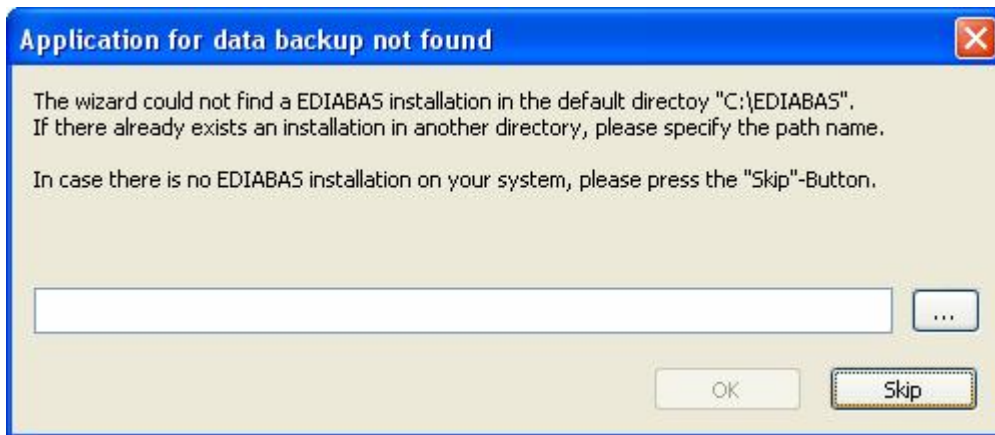 Application for data backup not found
The wizard could not find a EDIABAS installation in the default directoy "C:\EDIABAS".
If there already exists an installation in another directory, please specify the path name.
In case there is no EDIABAS installation on your system, please press the "Skip"-Button.
...
OK
Skip